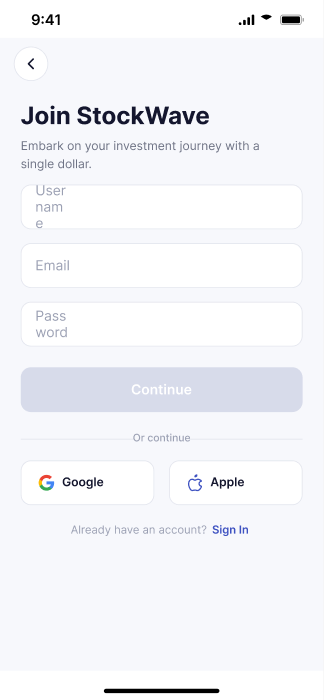 9:41
Join StockWave
Embark on your investment journey with a
single dollar.
User
nam
e
Email
Pass
word
Continue
Or continue
Google
Apple
Already have an account? Sign In